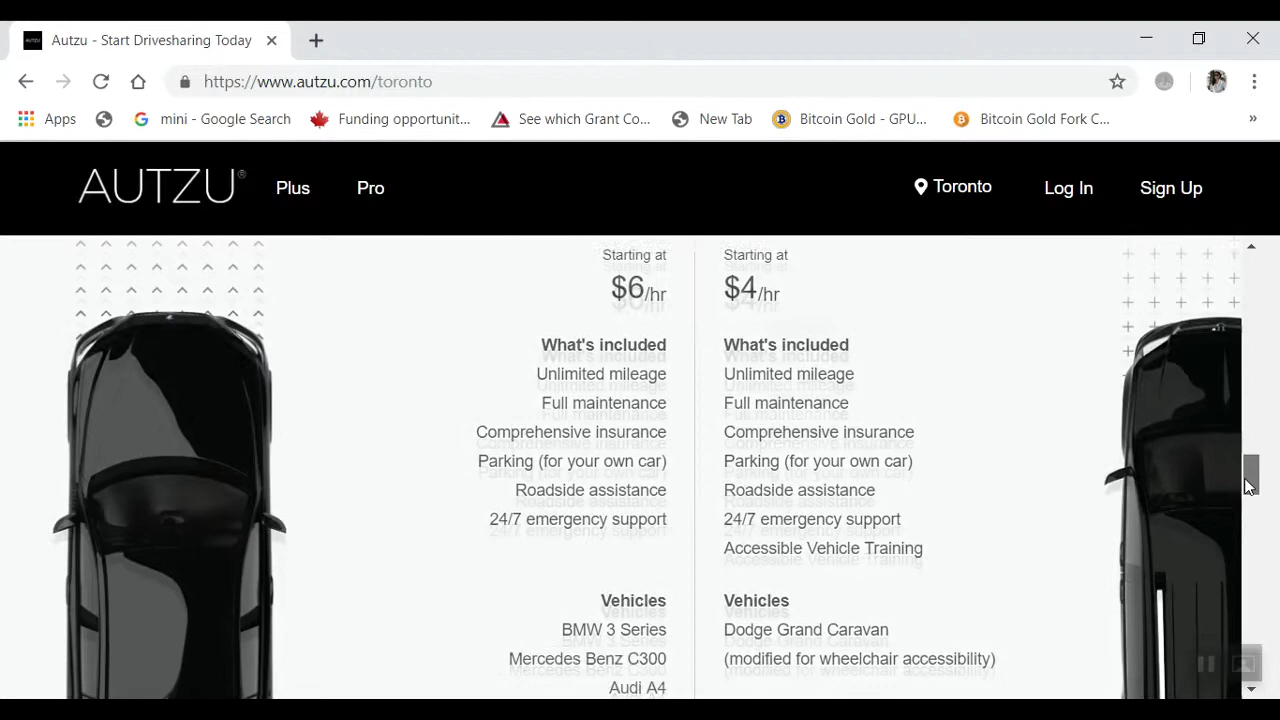 AUTZU
Autzu - Start Drivesharing Today
https://www.autzu.com/toronto
Apps
mini - Google Search
Funding opportunit...
See which Grant Co...
New Tab
Bitcoin Gold - GPU...
Bitcoin Gold Fork C...
»
AUTZU®
Plus
Pro
Toronto
Log In
Sign Up
Starting at
$6/hr
What's included
Unlimited mileage
Full maintenance
Comprehensive insurance
Parking (for your own car)
Roadside assistance
24/7 emergency support
Vehicles
BMW 3 Series
Mercedes Benz C300
Audi A4
Starting at
$4/hr
What's included
Unlimited mileage
Full maintenance
Comprehensive insurance
Parking (for your own car)
Roadside assistance
24/7 emergency support
Accessible Vehicle Training
Vehicles
Dodge Grand Caravan
(modified for wheelchair accessibility)